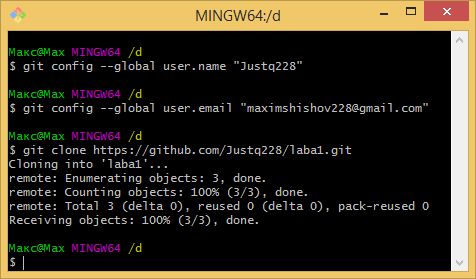 MINGW64:/d
Макс@Max MINGW64 /d
$ git config --global user.name "Justq228"
Макс@Max MINGW64 /d
$ git config --global user.email "maximshishov228@gmail.com"
Макс@Max MINGW64 /d
$ git clone https://github.com/Justq228/laba1.git
Cloning into 'laba1'...
remote: Enumerating objects: 3, done.
remote: Counting objects: 100% (3/3), done.
remote: Total 3 (delta 0), reused 0 (delta 0), pack-reused 0
Receiving objects: 100% (3/3), done.
Макс@Max MINGW64 /d
$